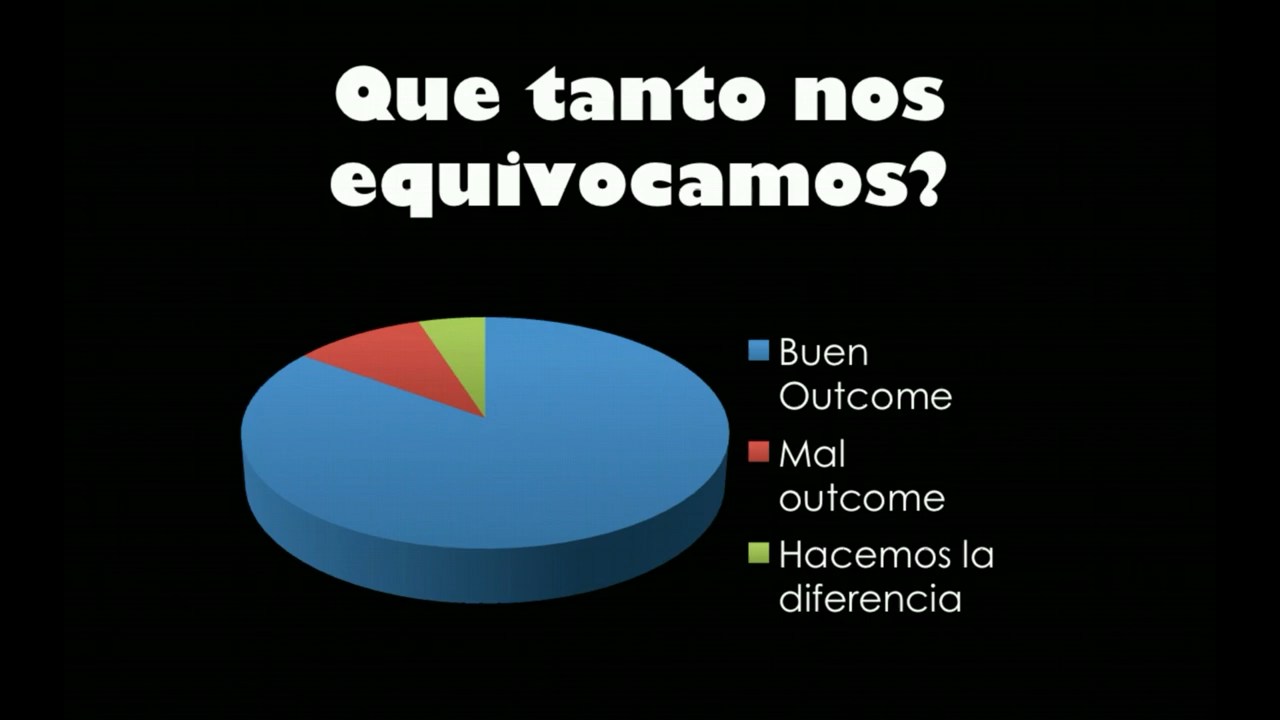 Que tanto nos
equivocamos?
Buen
Outcome
Mal
outcome
Hacemos la
diferencia